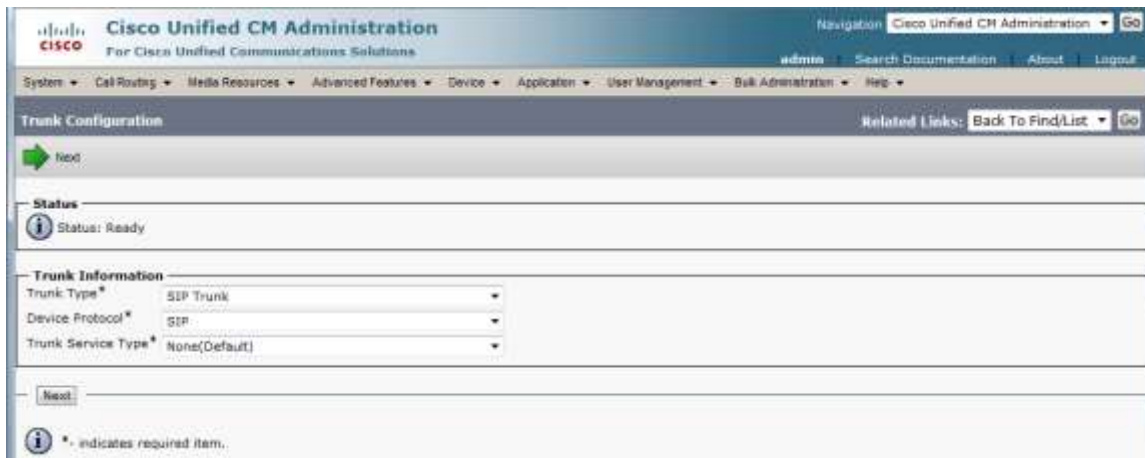 Cisco Unified CM Administration
CISCO For Cisco Unified Communications Solutions
Navigation Cisco Unified CM Administration Go
admin Search Documentation About Logout
System Call Routing Media Resources Advanced Features Device Application User Management Bulk Administration Help
Trunk Configuration Related Links: Back To Find/List Go
Next
Status
Status: Ready
Trunk Information
Trunk Type* SIP Trunk
Device Protocol* SIP
Trunk Service Type* None(Default)
Next
*- indicates required item.